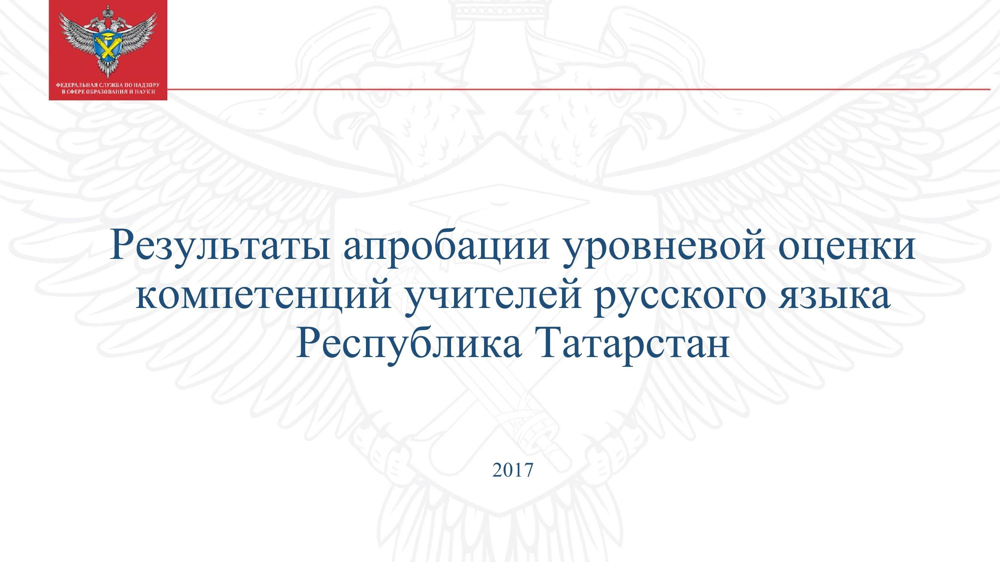 ФЕДЕРАЛЬНАЯ СЛУЖБА ПО НАДЗОРУ
В СФЕРЕ ОБРАЗОВАНИЯ И НАУКИ
Результаты апробации уровневой оценки
компетенций учителей русского языка
Республика Татарстан
2017